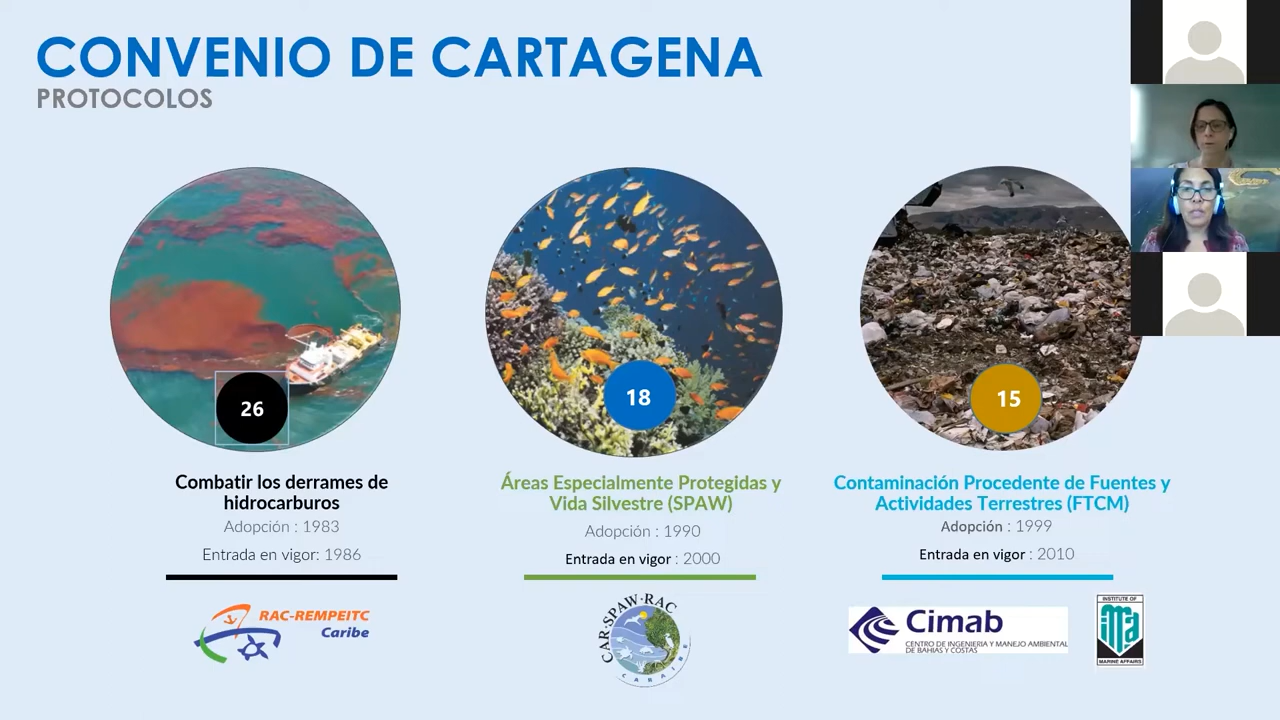 CONVENIO DE CARTAGENA
PROTOCOLOS
26
18
15
Combatir los derrames de
hidrocarburos
Adopción : 1983
Entrada en vigor: 1986
Áreas Especialmente Protegidas y
Vida Silvestre (SPAW)
Adopción : 1990
Entrada en vigor : 2000
Contaminación Procedente de Fuentes y
Actividades Terrestres (FTCM)
Adopción : 1999
Entrada en vigor : 2010
RAC-REMPEITC
Caribe
CAR·SPAW·RAC
CARAIBE
Cimab
CENTRO DE INGENIERIA Y MANEJO AMBIENTAL
DE BAHIAS Y COSTAS
INSTITUTE OF
ima
MARINE AFFAIRS